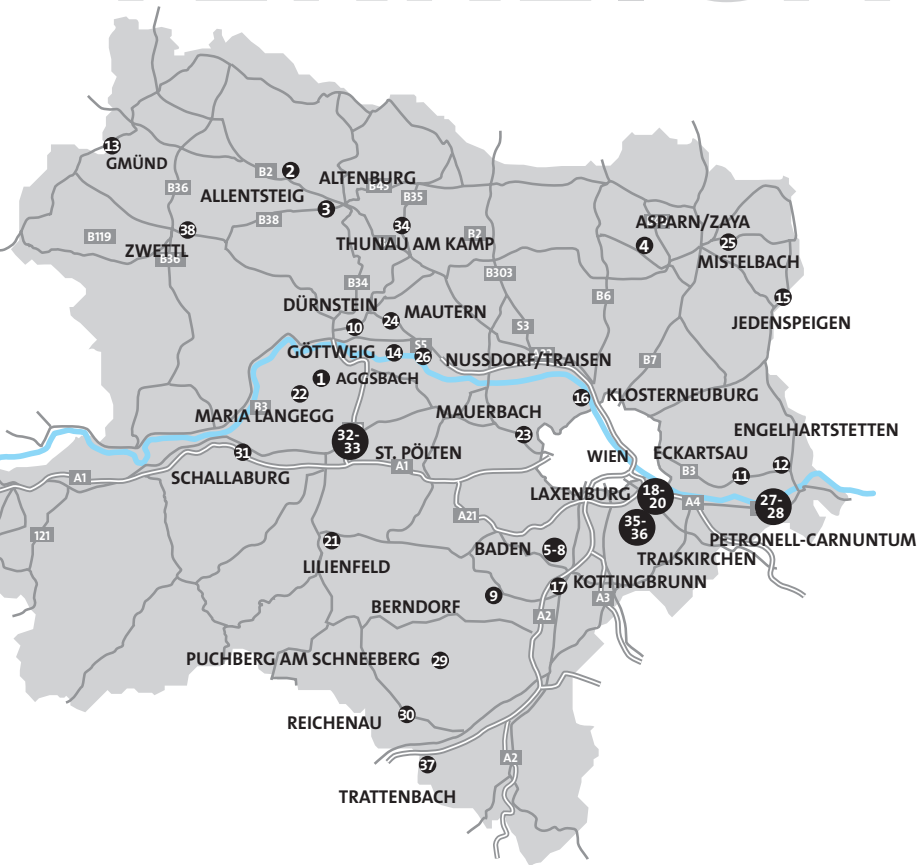 13
GMÜND
B2
2
ALTENBURG
B36
ALLENTSTEIG
B45
B35
3
B38
34
ASPARN/ZAYA
38
B119
ZWETTL
B36
THUNAU AM KAMP
B2
4
25
MISTELBACH
B303
B34
B6
15
DÜRNSTEIN
24
MAUTERN
JEDENSPEIGEN
10
S3
GÖTTWEIG
14
S5
26
NUSSDORF/TRAISEN
B7
1
AGGSBACH
22
16
KLOSTERNEUBURG
B3
MARIA LANGEGG
MAUERBACH
23
ENGELHARTSTETTEN
32-
33
ST. PÖLTEN
31
A1
WIEN
ECKARTSAU
B3
11
12
SCHALLABURG
A1
LAXENBURG
18-
20
A4
27-
28
A21
35-
36
PETRONELL-CARNUNTUM
121
21
LILIENFELD
BADEN
5-8
TRAISKIRCHEN
17
KOTTINGBRUNN
9
BERNDORF
A3
A2
PUCHBERG AM SCHNEEBERG
29
REICHENAU
30
A2
37
TRATTENBACH